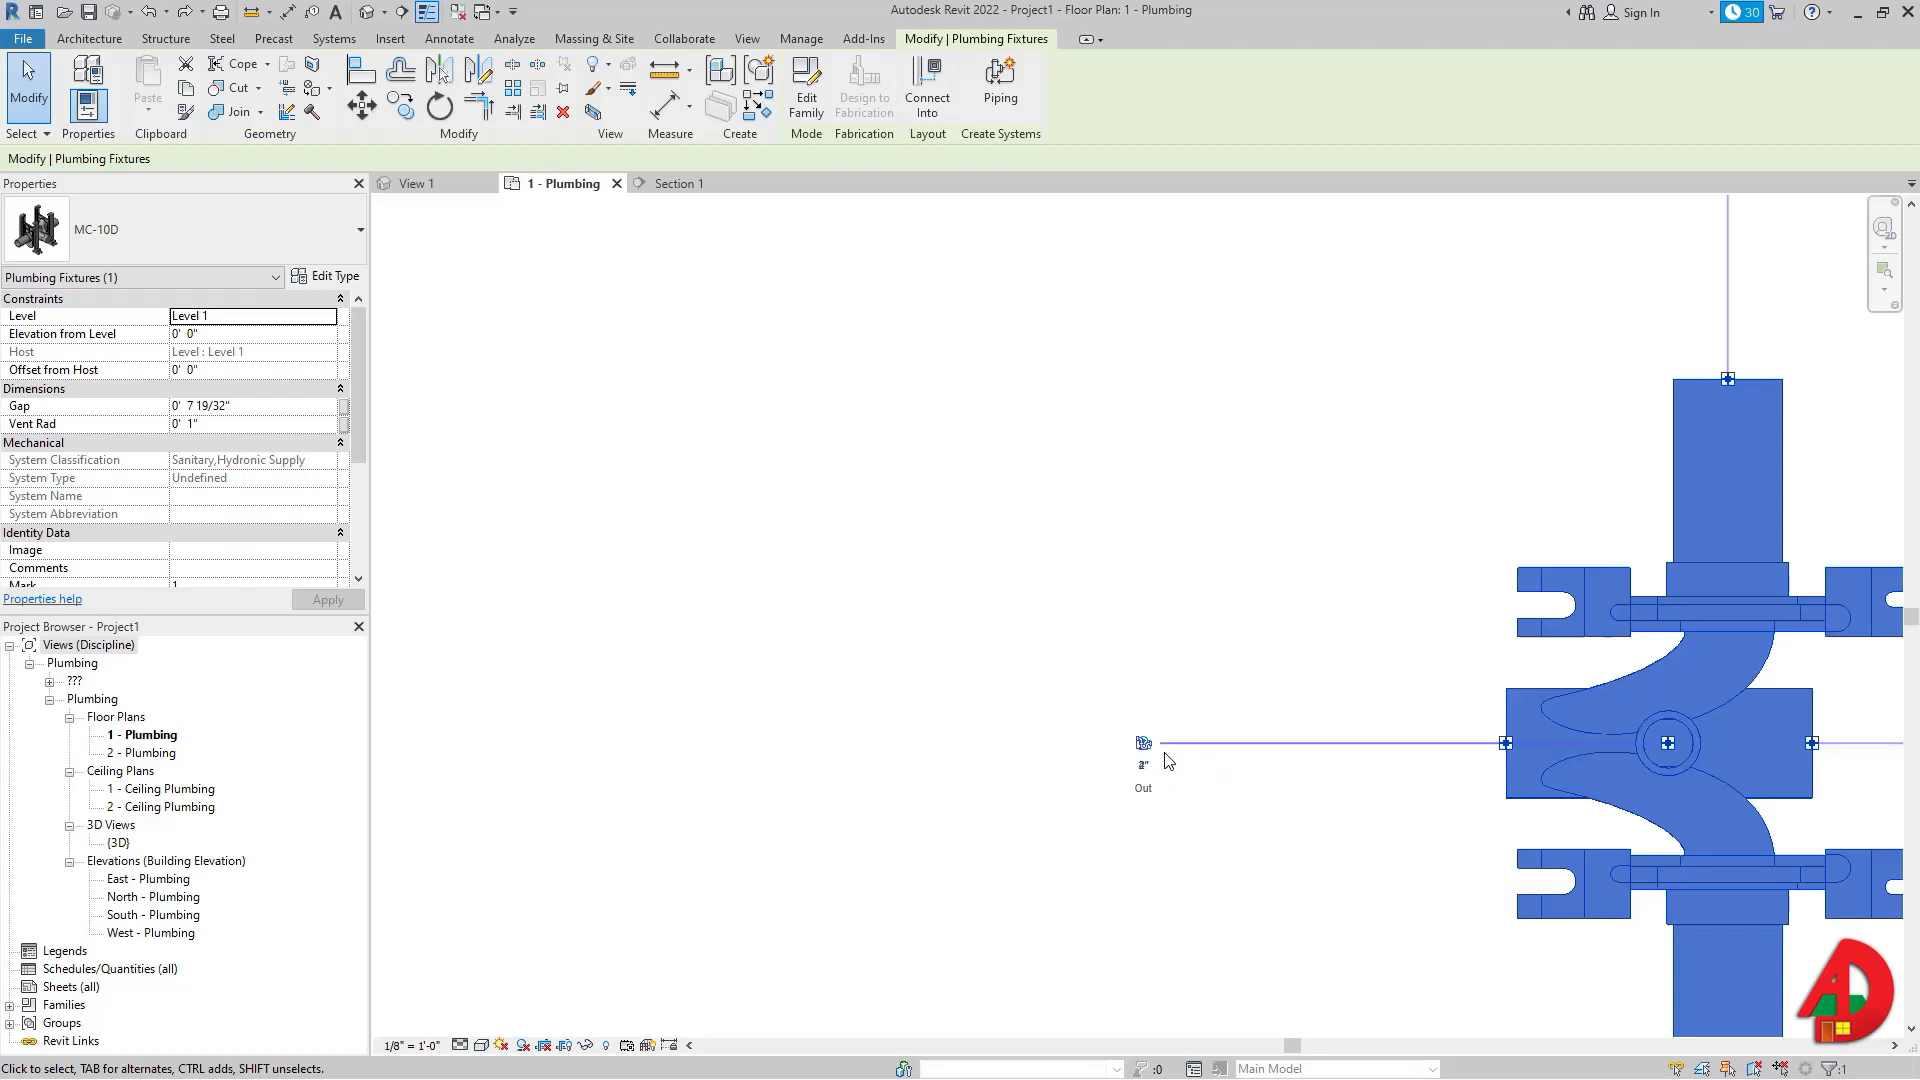 Autodesk Revit 2022 - Project1 - Floor Plan: 1 - Plumbing
Sign In
30
File
Architecture
Structure
Steel
Precast
Systems
Insert
Annotate
Analyze
Massing & Site
Collaborate
View
Manage
Add-Ins
Modify | Plumbing Fixtures
Modify
Select
Properties
Paste
Clipboard
Cope
Cut
Join
Geometry
Modify
View
Measure
Create
Edit
Family
Mode
Design to
Fabrication
Fabrication
Connect
Into
Layout
Piping
Create Systems
Modify | Plumbing Fixtures
Properties
View 1
1 - Plumbing
Section 1
MC-10D
Plumbing Fixtures (1)
Edit Type
Constraints
Level
Level 1
Elevation from Level
0' 0"
Host
Level : Level 1
Offset from Host
0' 0"
Dimensions
Gap
0' 7 19/32"
Vent Rad
0' 1"
Mechanical
System Classification
Sanitary,Hydronic Supply
System Type
Undefined
System Name
System Abbreviation
Identity Data
Image
Comments
Mark
1
Properties help
Apply
2D
Out
Project Browser - Project1
Views (Discipline)
Plumbing
???
Plumbing
Floor Plans
1 - Plumbing
2 - Plumbing
Ceiling Plans
1 - Ceiling Plumbing
2 - Ceiling Plumbing
3D Views
{3D}
Elevations (Building Elevation)
East - Plumbing
North - Plumbing
South - Plumbing
West - Plumbing
Legends
Schedules/Quantities (all)
Sheets (all)
Families
Groups
Revit Links
1/8" = 1'-0"
Click to select, TAB for alternates, CTRL adds, SHIFT unselects.
:0
Main Model
:1